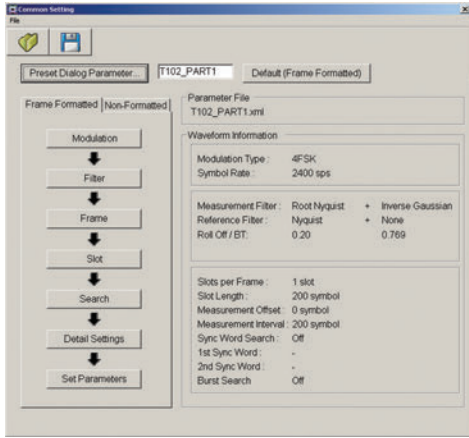 Common Setting
File
Preset Dialog Parameter...
T102_PART1
Default (Frame Formatted)
Frame Formatted
Non-Formatted
Modulation
Filter
Frame
Slot
Search
Detail Settings
Set Parameters
Parameter File
T102_PART1.xml
Waveform Information
Modulation Type : 4FSK
Symbol Rate : 2400 sps
Measurement Filter : Root Nyquist + Inverse Gaussian
Reference Filter : Nyquist + None
Roll Off / BT: 0.20 0.769
Slots per Frame : 1 slot
Slot Length : 200 symbol
Measurement Offset : 0 symbol
Measurement Interval : 200 symbol
Sync Word Search : Off
1st Sync Word : -
2nd Sync Word : -
Burst Search Off